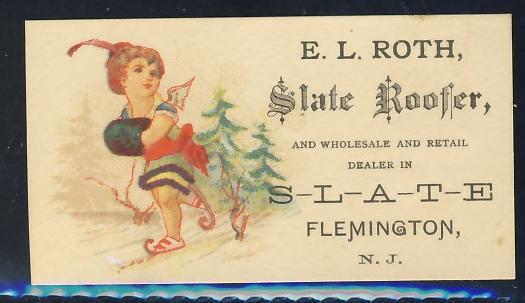 E. L. ROTH,
Slate Roofer,
AND WHOLESALE AND RETAIL
DEALER IN
S-L-A-T-E
FLEMINGTON,
N. J.